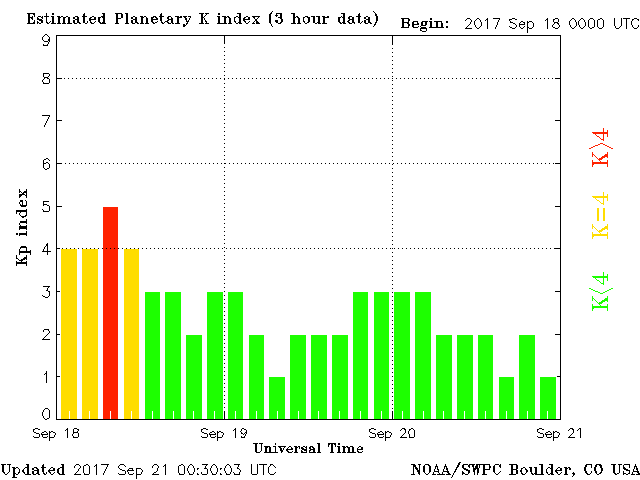 Estimated Planetary K index (3 hour data)
Begin: 2017 Sep 18 0000 UTC
9
8
7
6
5
4
3
2
1
0
Kp index
K>4
K=4
K<4
Sep 18
Sep 19
Sep 20
Sep 21
Universal Time
Updated 2017 Sep 21 00:30:03 UTC
NOAA/SWPC Boulder, CO USA